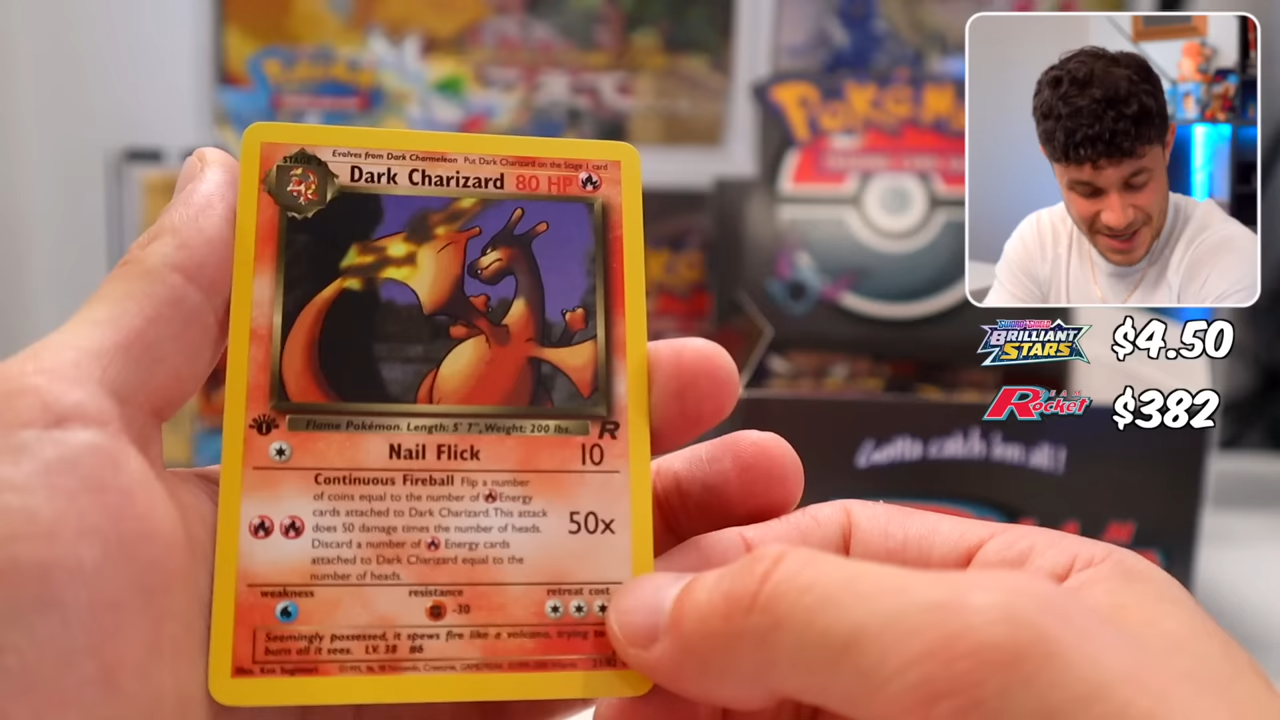 STAGE 2
Evolves from Dark Charmeleon Put Dark Charizard on the Stage 1 card
Dark Charizard 80 HP
Flame Pokémon. Length: 5' 7", Weight: 200 lbs.
R
Nail Flick 10
Continuous Fireball Flip a number
of coins equal to the number of Energy
cards attached to Dark Charizard. This attack
does 50 damage times the number of heads.
Discard a number of Energy cards
attached to Dark Charizard equal to the
number of heads.
50x
weakness resistance retreat cost
-30
Seemingly possessed, it spews fire like a volcano, trying to
burn all it sees. LV. 38 #6
Pokémon
Gotta catch 'em all!
BRILLIANT
STARS
$4.50
TEAM
Rocket
$382